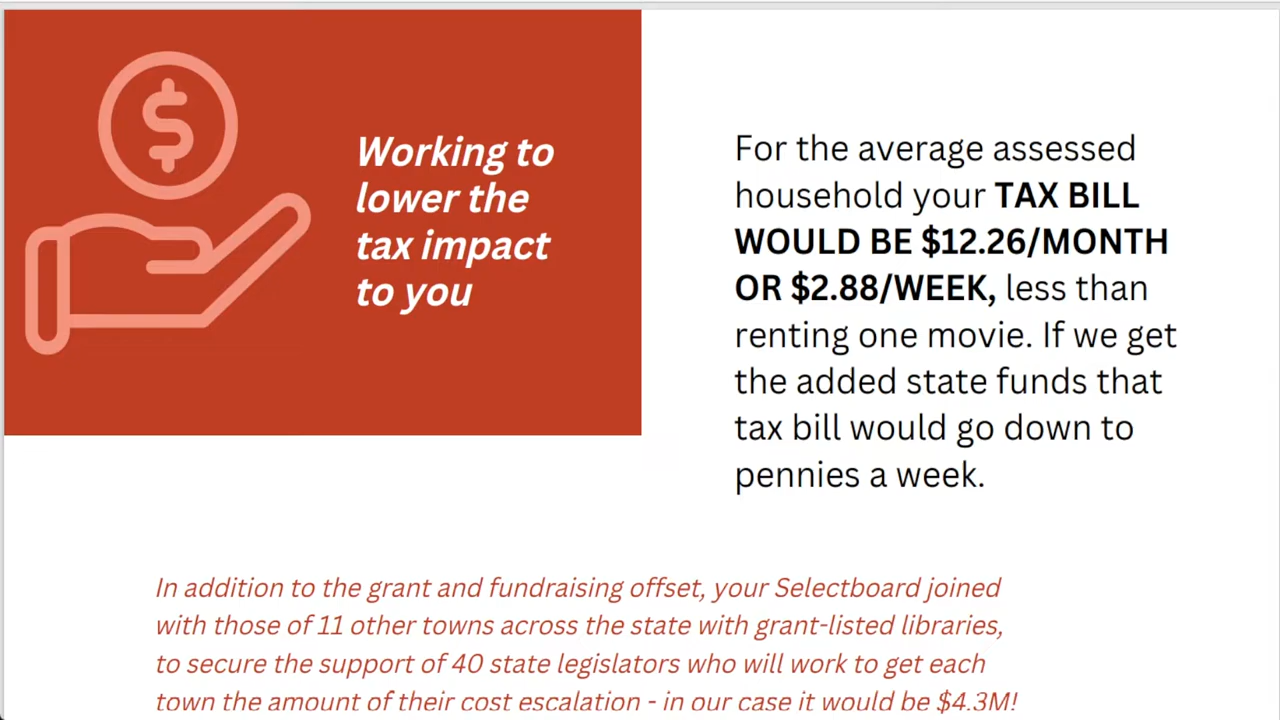 Working to
lower the
tax impact
to you
For the average assessed
household your TAX BILL
WOULD BE $12.26/MONTH
OR $2.88/WEEK, less than
renting one movie. If we get
the added state funds that
tax bill would go down to
pennies a week.
In addition to the grant and fundraising offset, your Selectboard joined
with those of 11 other towns across the state with grant-listed libraries,
to secure the support of 40 state legislators who will work to get each
town the amount of their cost escalation - in our case it would be $4.3M!